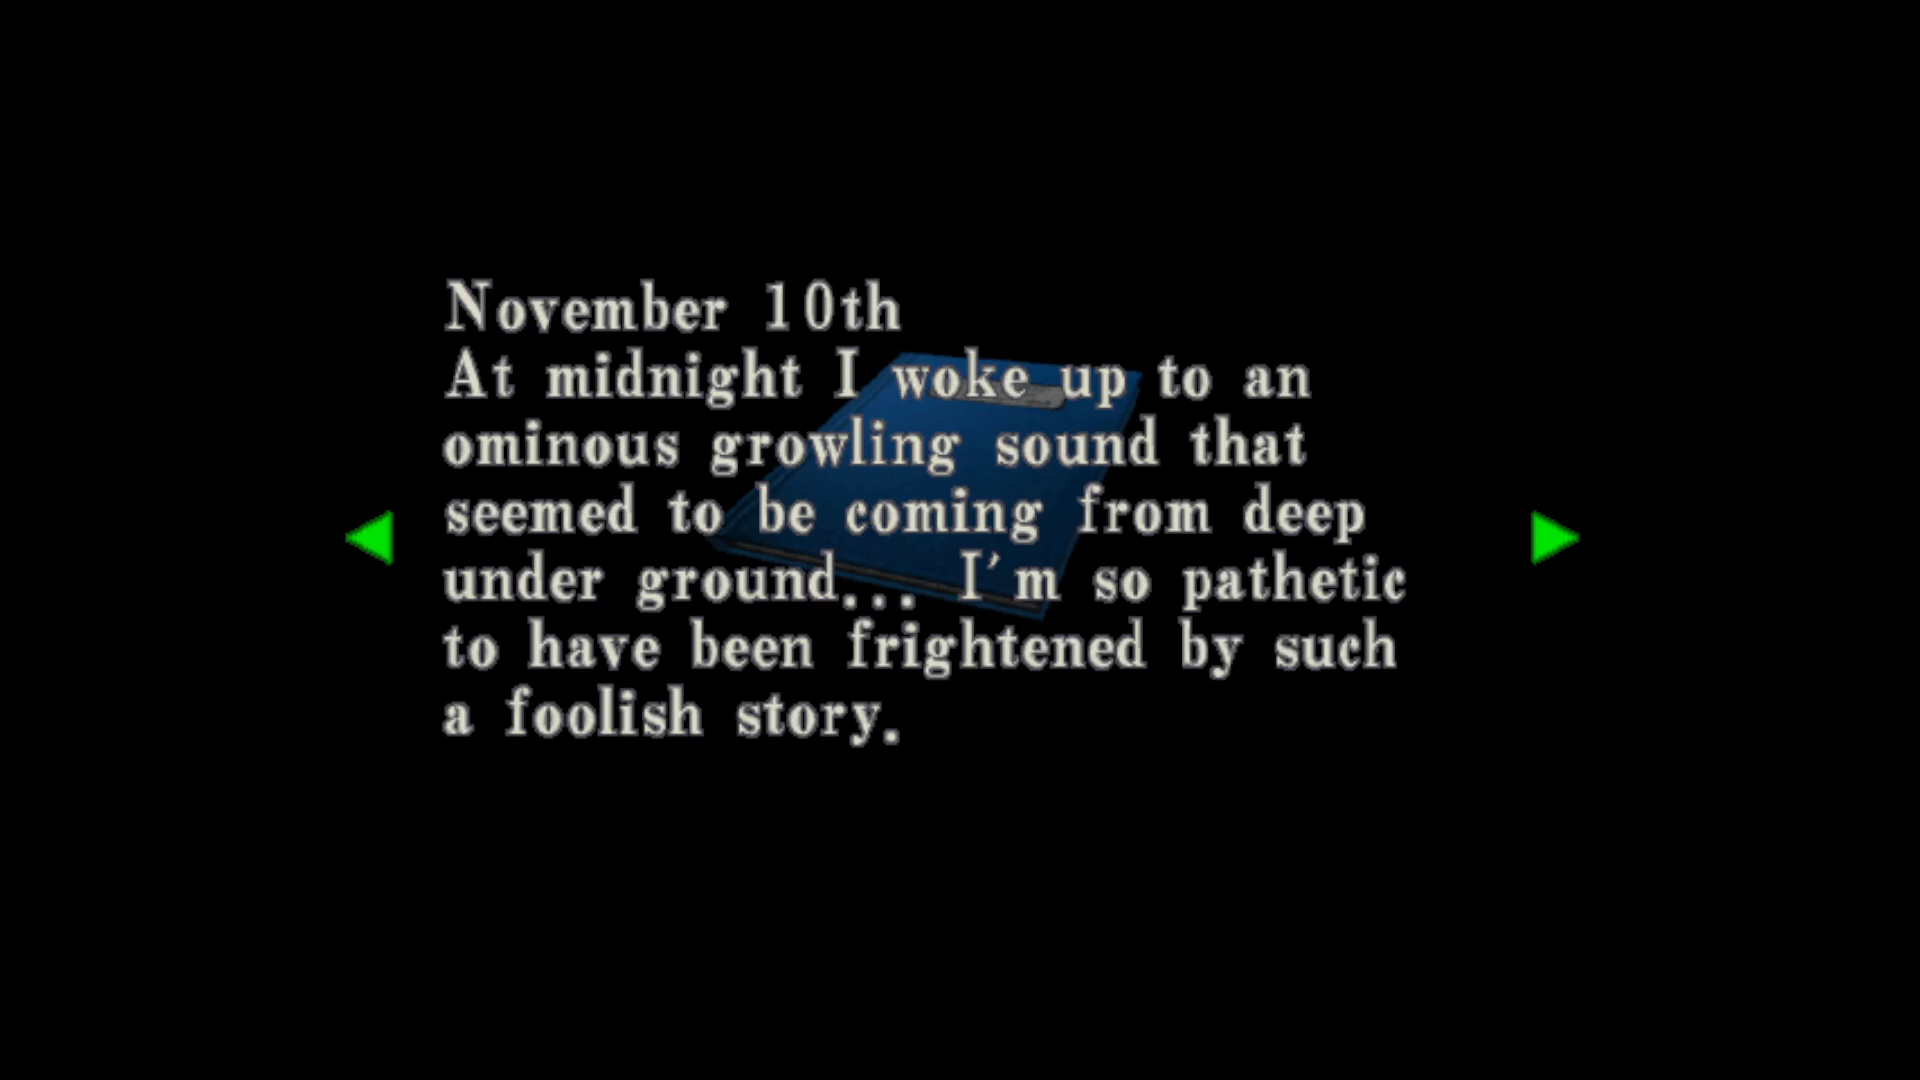 November 10th
At midnight I woke up to an
ominous growling sound that
seemed to be coming from deep
under ground... I'm so pathetic
to have been frightened by such
a foolish story.